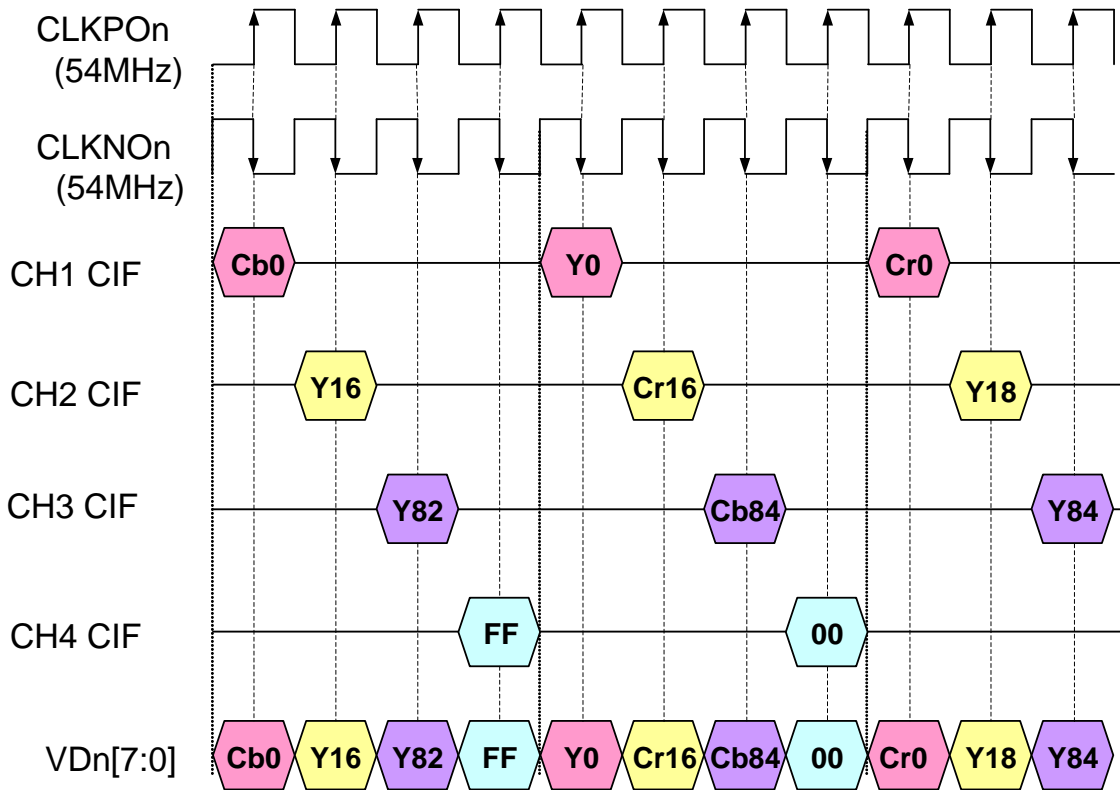 CLKPOn
(54MHz)
CLKNOn
(54MHz)
CH1 CIF Cb0 Y0 Cr0
CH2 CIF Y16 Cr16 Y18
CH3 CIF Y82 Cb84 Y84
CH4 CIF FF 00
VDn[7:0] Cb0 Y16 Y82 FF Y0 Cr16 Cb84 00 Cr0 Y18 Y84